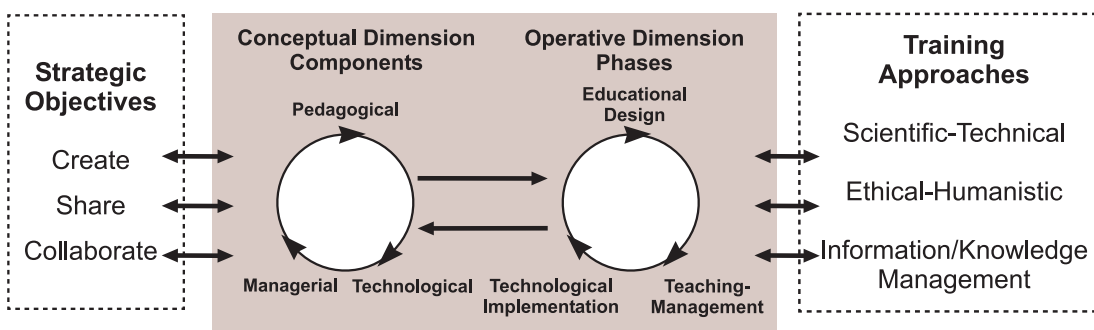 Strategic
Objectives
Create
Share
Collaborate
Conceptual Dimension
Components
Pedagogical
Managerial
Technological
Operative Dimension
Phases
Educational
Design
Technological
Implementation
Teaching-
Management
Training
Approaches
Scientific-Technical
Ethical-Humanistic
Information/Knowledge
Management